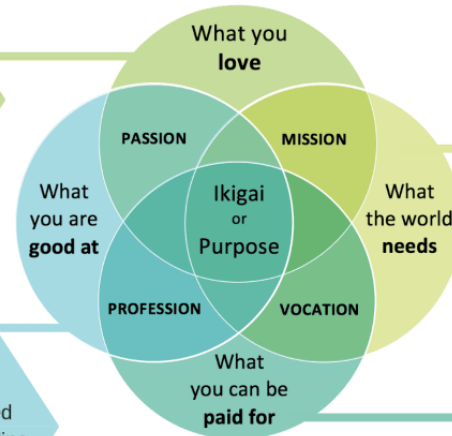 What you
love
PASSION
MISSION
What
you are
good at
Ikigai
or
Purpose
What
the world
needs
PROFESSION
VOCATION
What
you can be
paid for